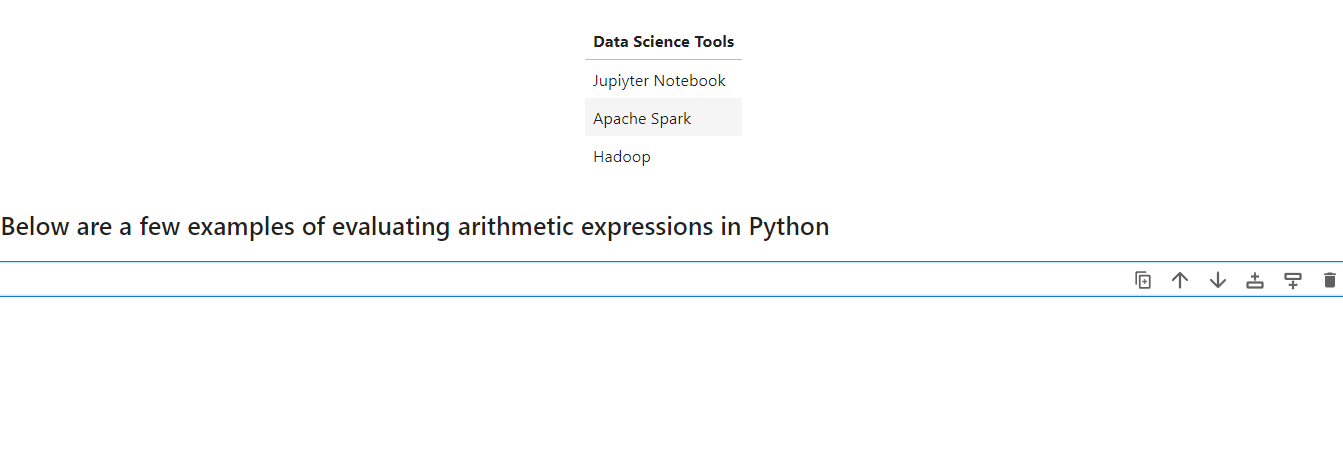 Data Science Tools
Jupiyter Notebook
Apache Spark
Hadoop
Below are a few examples of evaluating arithmetic expressions in Python